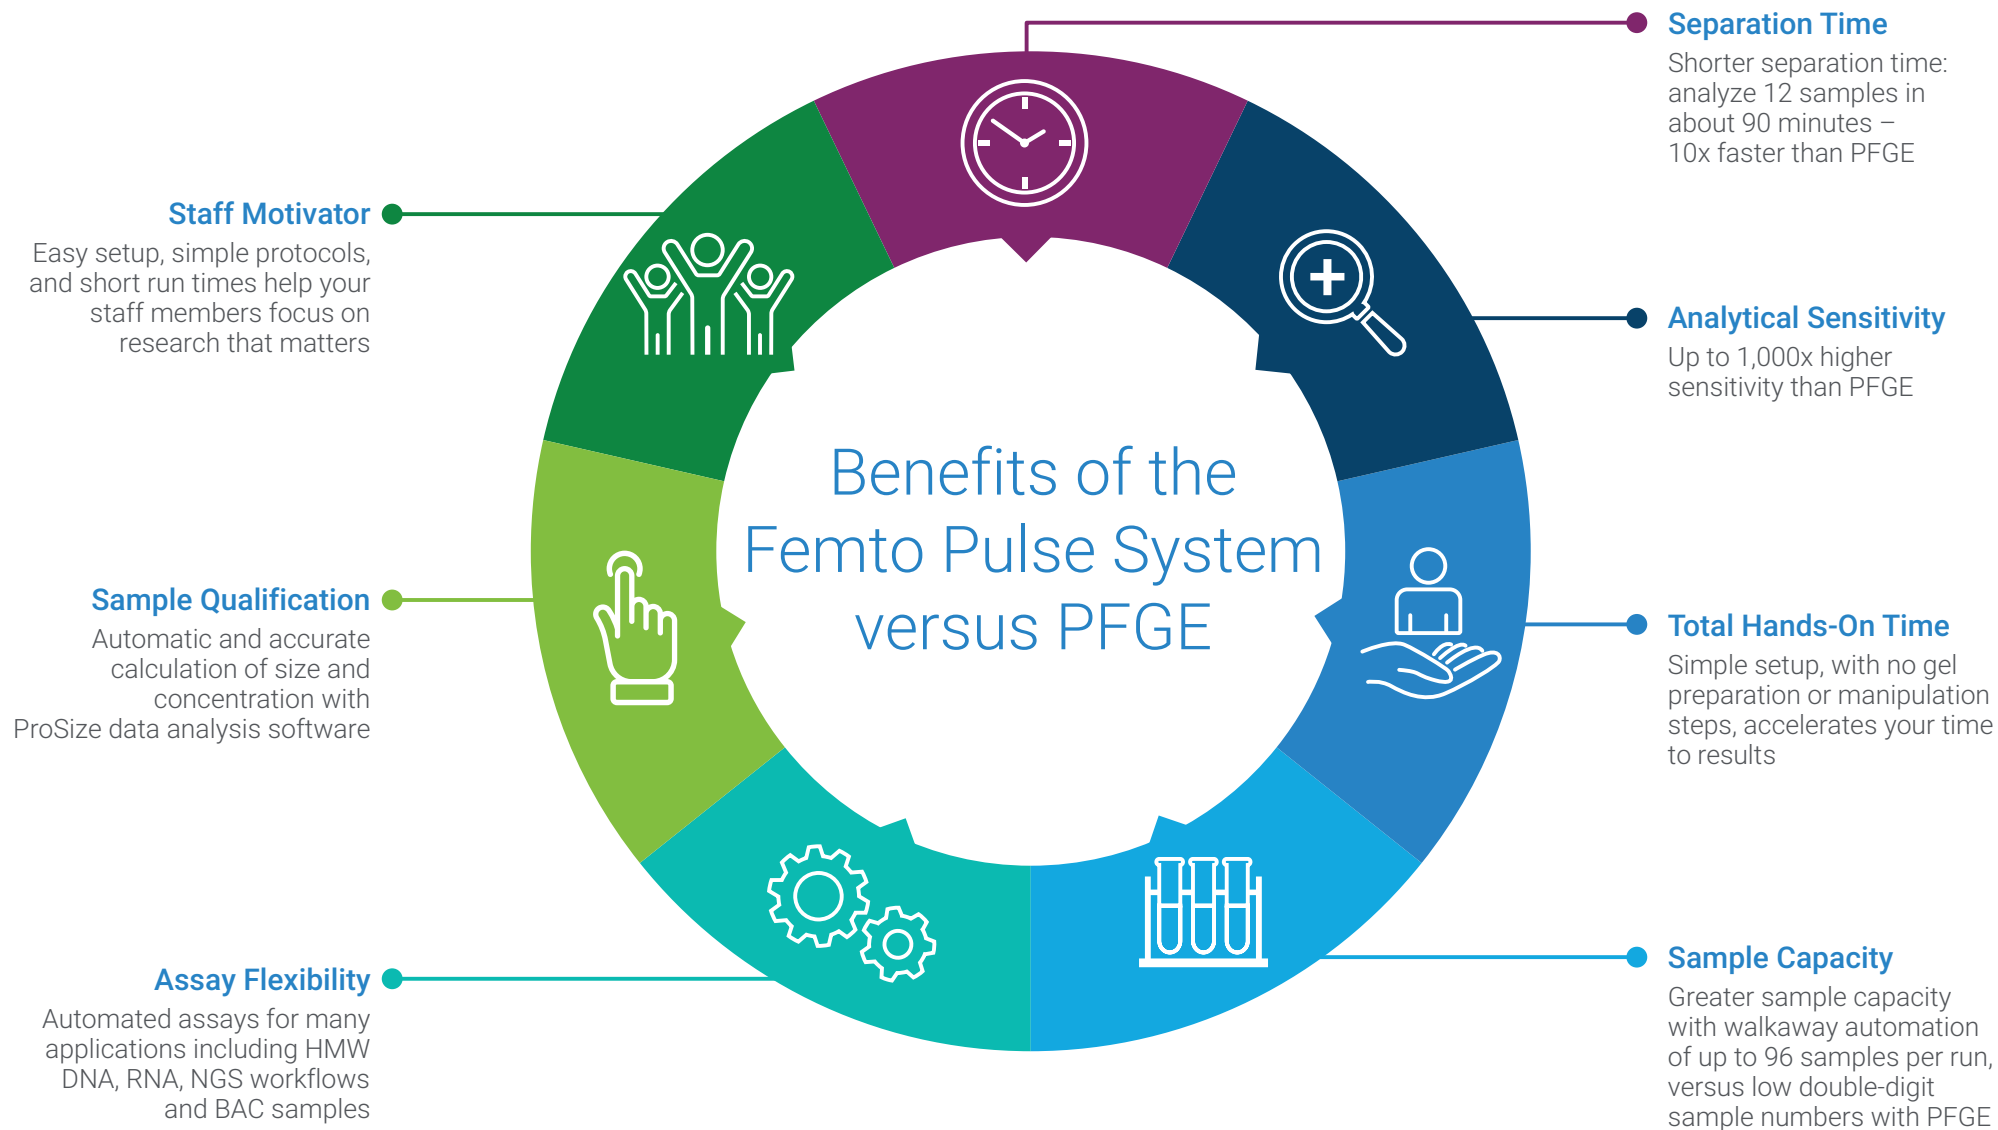 Benefits of the
Femto Pulse System
versus PFGE
Separation Time
Shorter separation time:
analyze 12 samples in
about 90 minutes –
10x faster than PFGE
Analytical Sensitivity
Up to 1,000x higher
sensitivity than PFGE
Total Hands-On Time
Simple setup, with no gel
preparation or manipulation
steps, accelerates your time
to results
Sample Capacity
Greater sample capacity
with walkaway automation
of up to 96 samples per run,
versus low double-digit
sample numbers with PFGE
Assay Flexibility
Automated assays for many
applications including HMW
DNA, RNA, NGS workflows
and BAC samples
Sample Qualification
Automatic and accurate
calculation of size and
concentration with
ProSize data analysis software
Staff Motivator
Easy setup, simple protocols,
and short run times help your
staff members focus on
research that matters